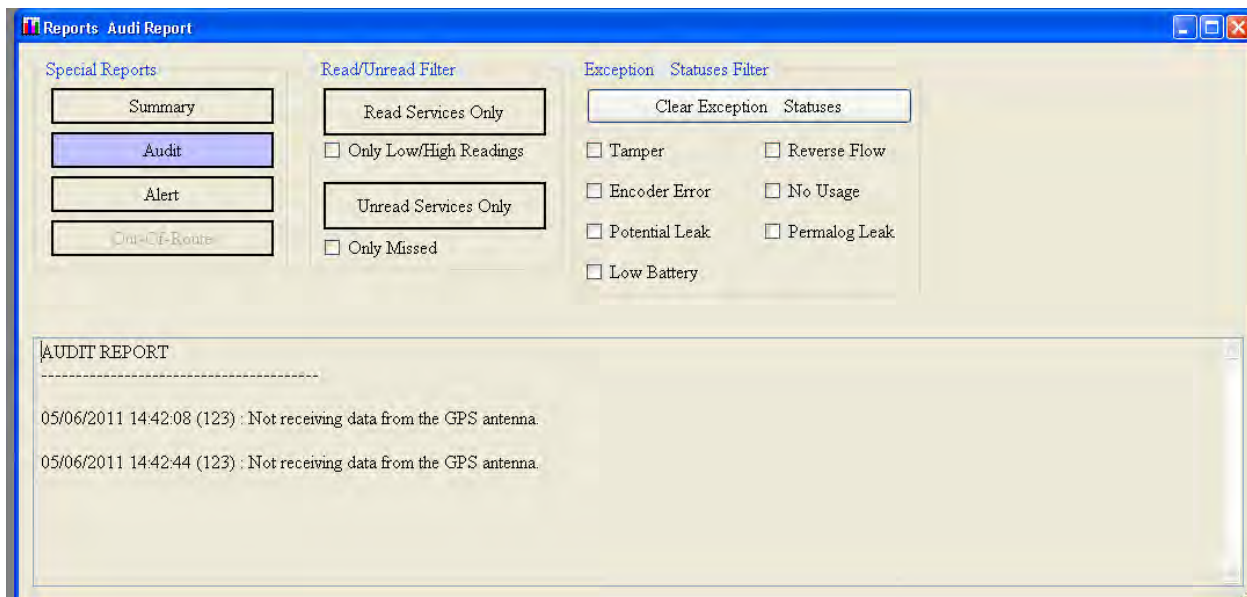 Reports Audi Report
Special Reports
Summary
Audit
Alert
Out-Of-Route
Read/Unread Filter
Read Services Only
Only Low/High Readings
Unread Services Only
Only Missed
Exception Statuses Filter
Clear Exception Statuses
Tamper
Reverse Flow
Encoder Error
No Usage
Potential Leak
Permalog Leak
Low Battery
AUDIT REPORT
----------------------------------------
05/06/2011 14:42:08 (123) : Not receiving data from the GPS antenna.
05/06/2011 14:42:44 (123) : Not receiving data from the GPS antenna.